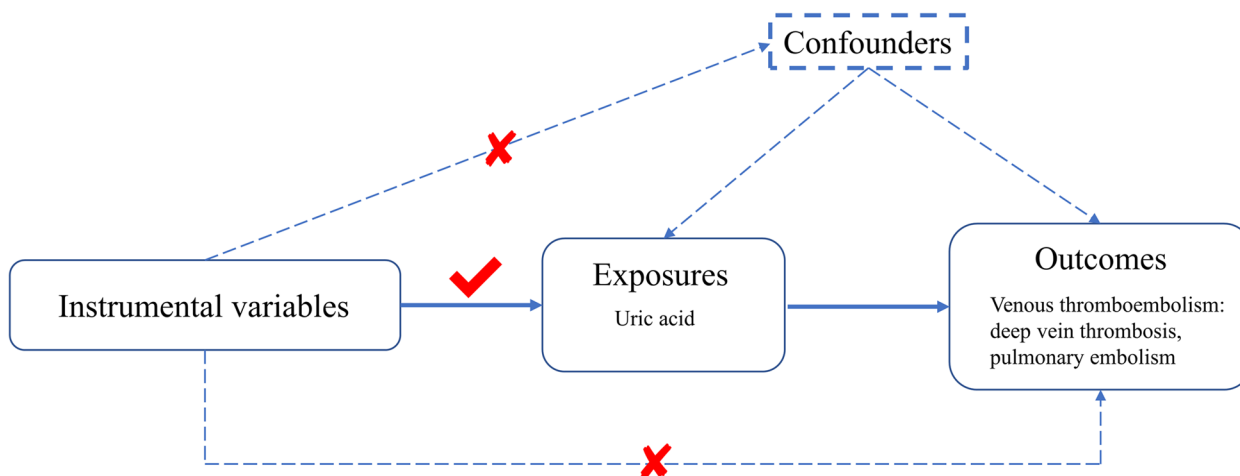 Confounders
Instrumental variables
Exposures
Uric acid
Outcomes
Venous thromboembolism:
deep vein thrombosis,
pulmonary embolism